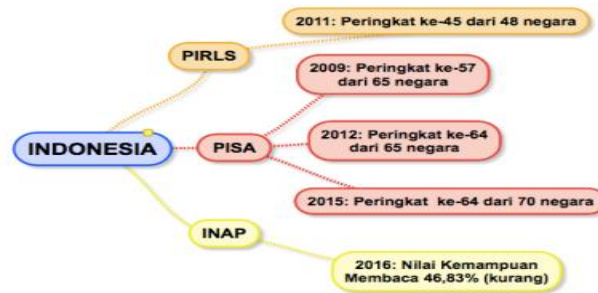 2011: Peringkat ke-45 dari 48 negara
PIRLS
2009: Peringkat ke-57
dari 65 negara
INDONESIA
PISA
2012: Peringkat ke-64
dari 65 negara
2015: Peringkat ke-64 dari 70 negara
INAP
2016: Nilai Kemampuan
Membaca 46,83% (kurang)